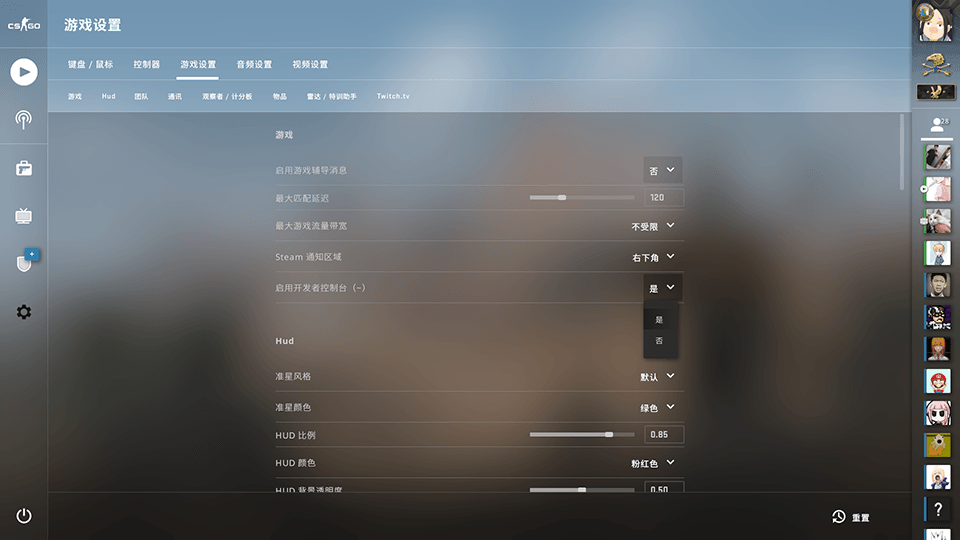 CS GO
游戏设置
键盘 / 鼠标 控制器 游戏设置 音频设置 视频设置
游戏 Hud 团队 通讯 观察者 / 计分板 物品 雷达 / 特训助手 Twitch.tv
28
游戏
启用游戏辅导消息 否
最大匹配延迟 120
最大游戏流量带宽 不受限
Steam 通知区域 右下角
启用开发者控制台 (~) 是
是
否
Hud
准星风格 默认
准星颜色 绿色
HUD 比例 0.85
HUD 颜色 粉红色
HUD 背景透明度 0.50
重置
?